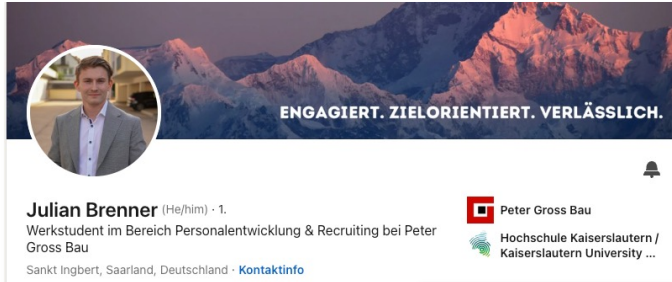 ENGAGIERT. ZIELORIENTIERT. VERLÄSSLICH.
Julian Brenner (He/him) · 1.
Werkstudent im Bereich Personalentwicklung & Recruiting bei Peter
Gross Bau
Sankt Ingbert, Saarland, Deutschland · Kontaktinfo
Peter Gross Bau
Hochschule Kaiserslautern /
Kaiserslautern University ...